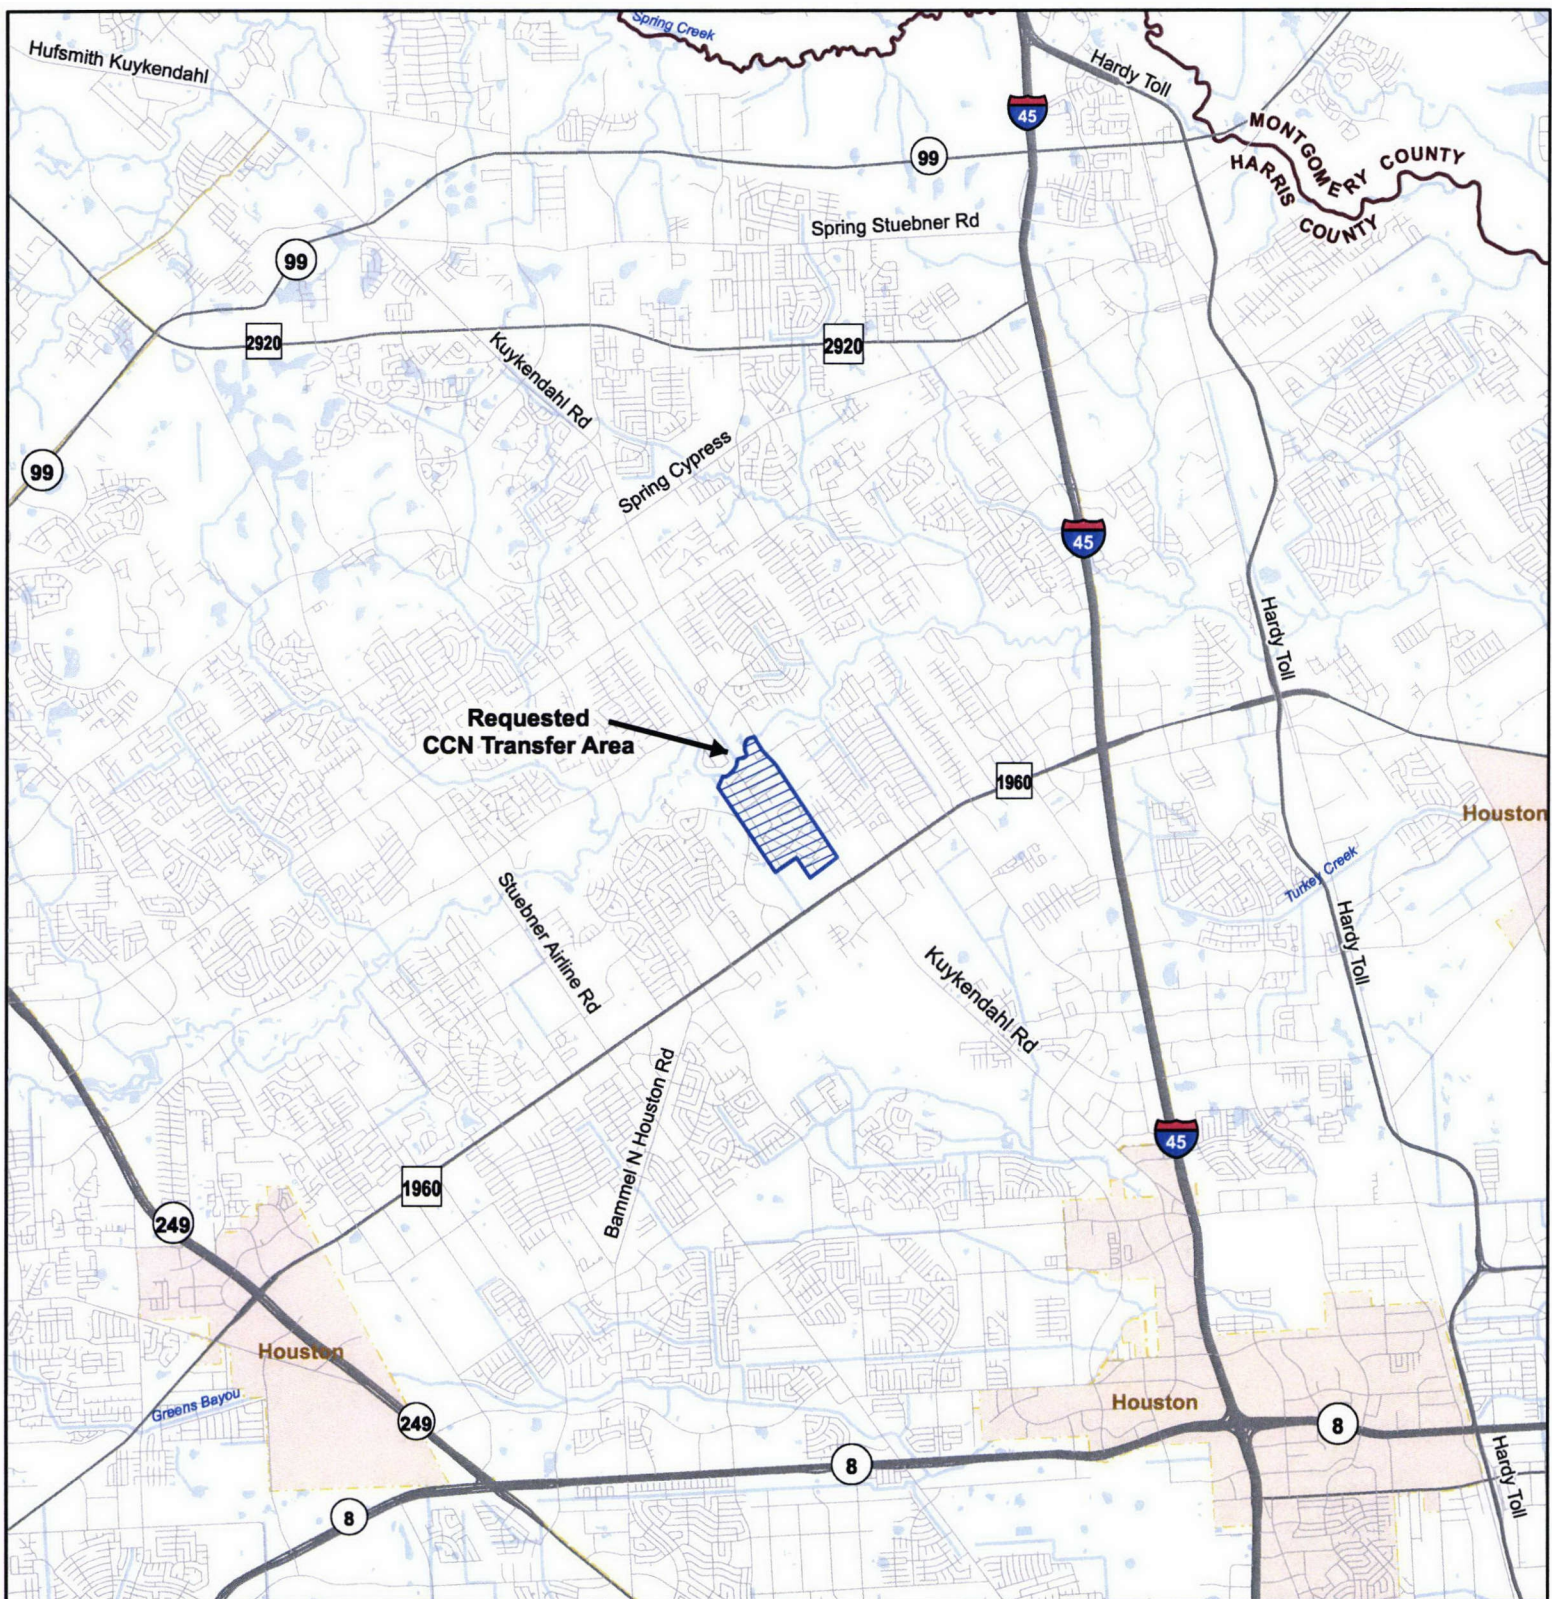 Spring Creek
Hufsmith Kuykendahl
Hardy Toll
45
99
MONTGOMERY COUNTY
HARRIS COUNTY
Spring Stuebner Rd
99
2920
2920
Kuykendahl Rd
Spring Cypress
99
45
Hardy Toll
Requested
CCN Transfer Area
1960
Houston
Turkey Creek
Stuebner Airline Rd
Hardy Toll
Kuykendahl Rd
Bammel N Houston Rd
45
1960
249
Houston
Greens Bayou
Houston
249
8
8
Hardy Toll
8